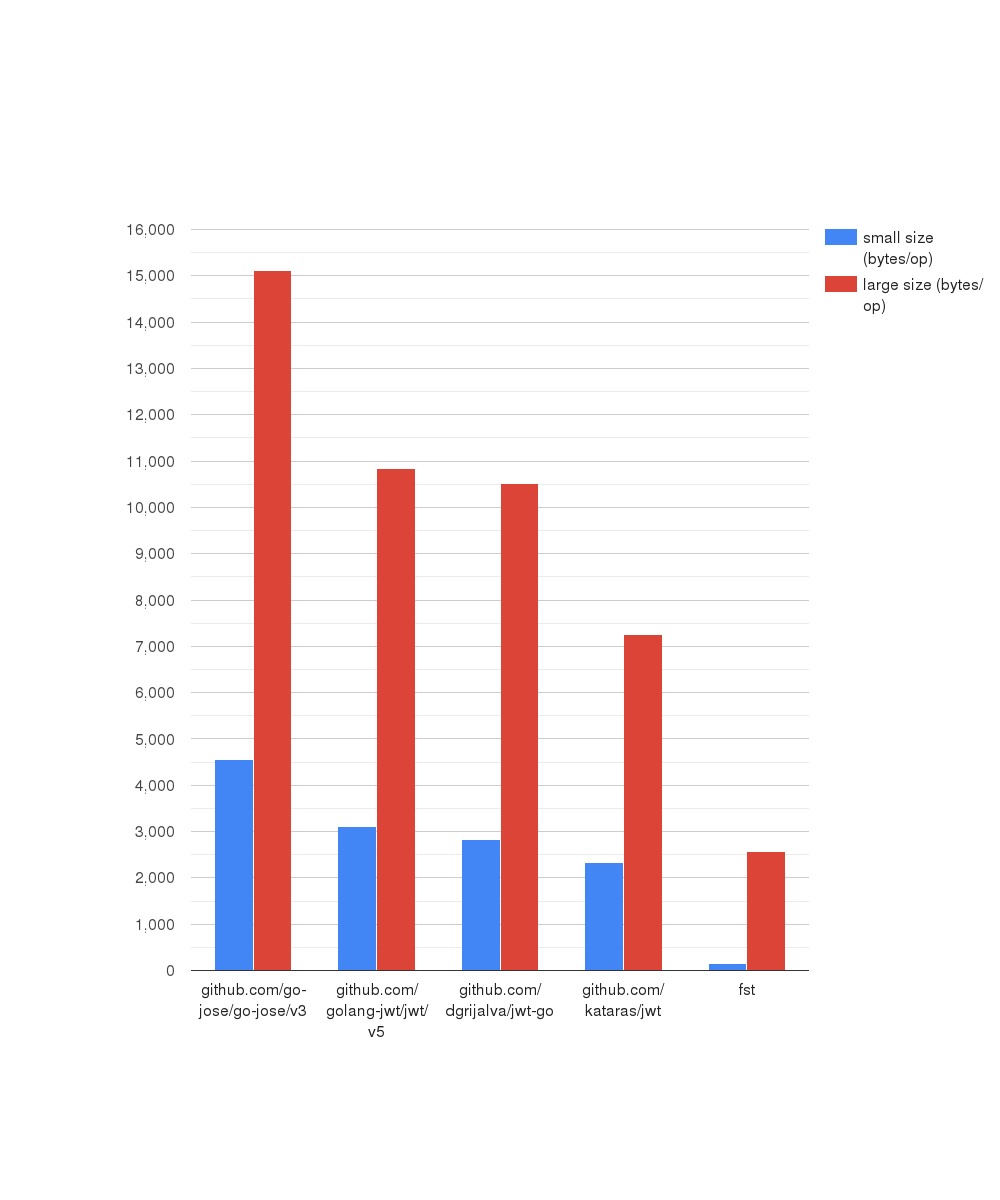 16,000
15,000
14,000
13,000
12,000
11,000
10,000
9,000
8,000
7,000
6,000
5,000
4,000
3,000
2,000
1,000
0
small size
(bytes/op)
large size (bytes/
op)
github.com/go-
jose/go-jose/v3
github.com/
golang-jwt/jwt/
v5
github.com/
dgrijalva/jwt-go
github.com/
kataras/jwt
fst